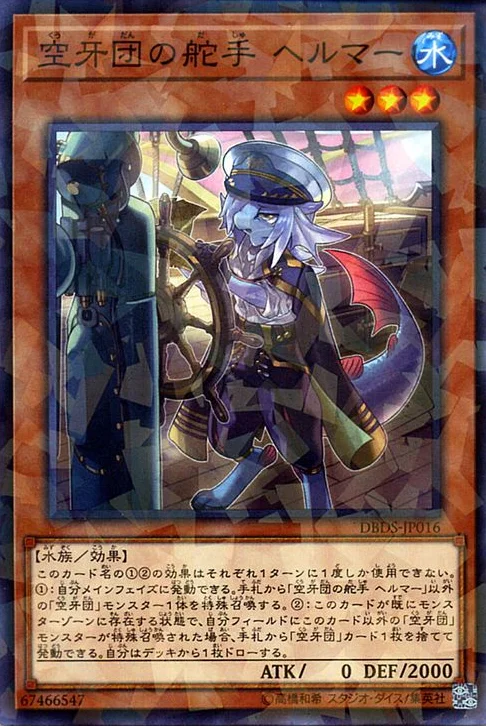 空牙団の舵手 ヘルマー
水
DBDS-JP016
【水族/効果】
このカード名の①②の効果はそれぞれ1ターンに1度しか使用できない。
①:自分メインフェイズに発動できる。手札から「空牙団の舵手 ヘルマー」以外
の「空牙団」モンスター1体を特殊召喚する。②:このカードが既にモンス
ターゾーンに存在する状態で、自分フィールドにこのカード以外の「空牙団」
モンスターが特殊召喚された場合、手札から「空牙団」カード1枚を捨てて
発動できる。自分はデッキから1枚ドローする。
ATK/ 0 DEF/2000
67466547 ©高橋和希 スタジオ・ダイス/集英社